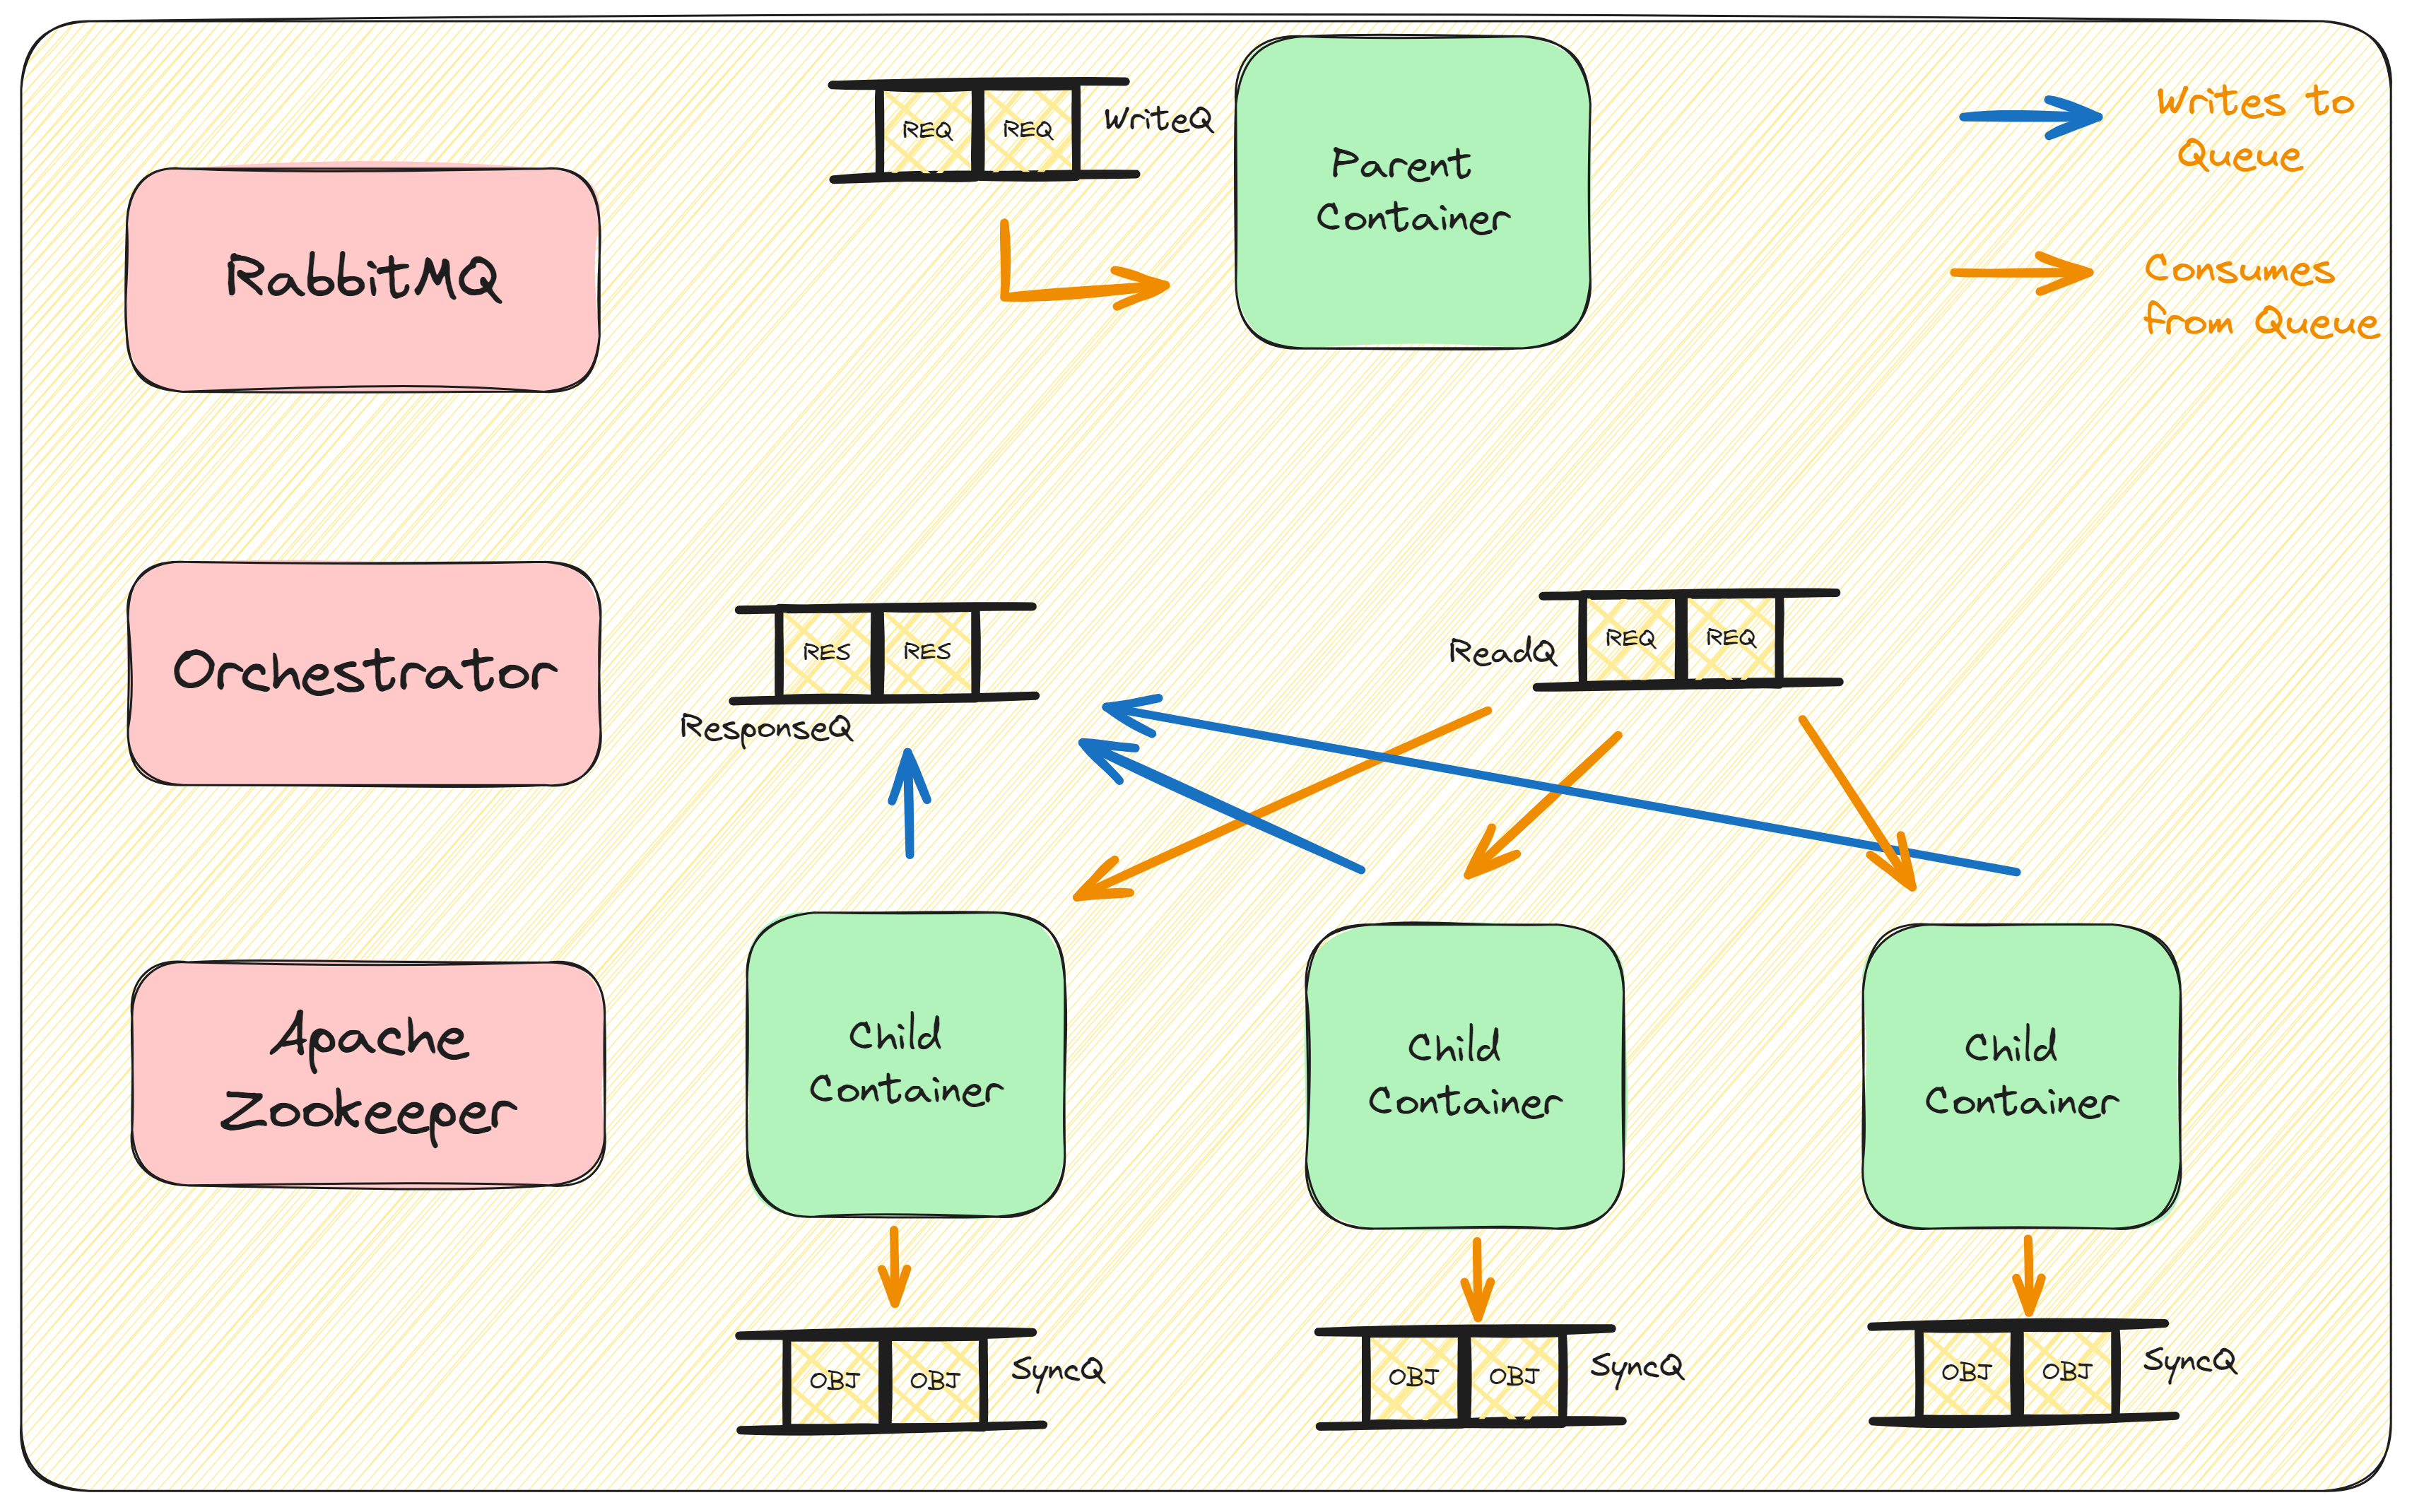 REQ REQ WriteQ
Parent
Container
Writes to
Queue
Consumes
from Queue
RabbitMQ
Orchestrator
RES RES
ResponseQ
ReadQ REQ REQ
Apache
Zookeeper
Child
Container
Child
Container
Child
Container
OBJ OBJ SyncQ
OBJ OBJ SyncQ
OBJ OBJ SyncQ